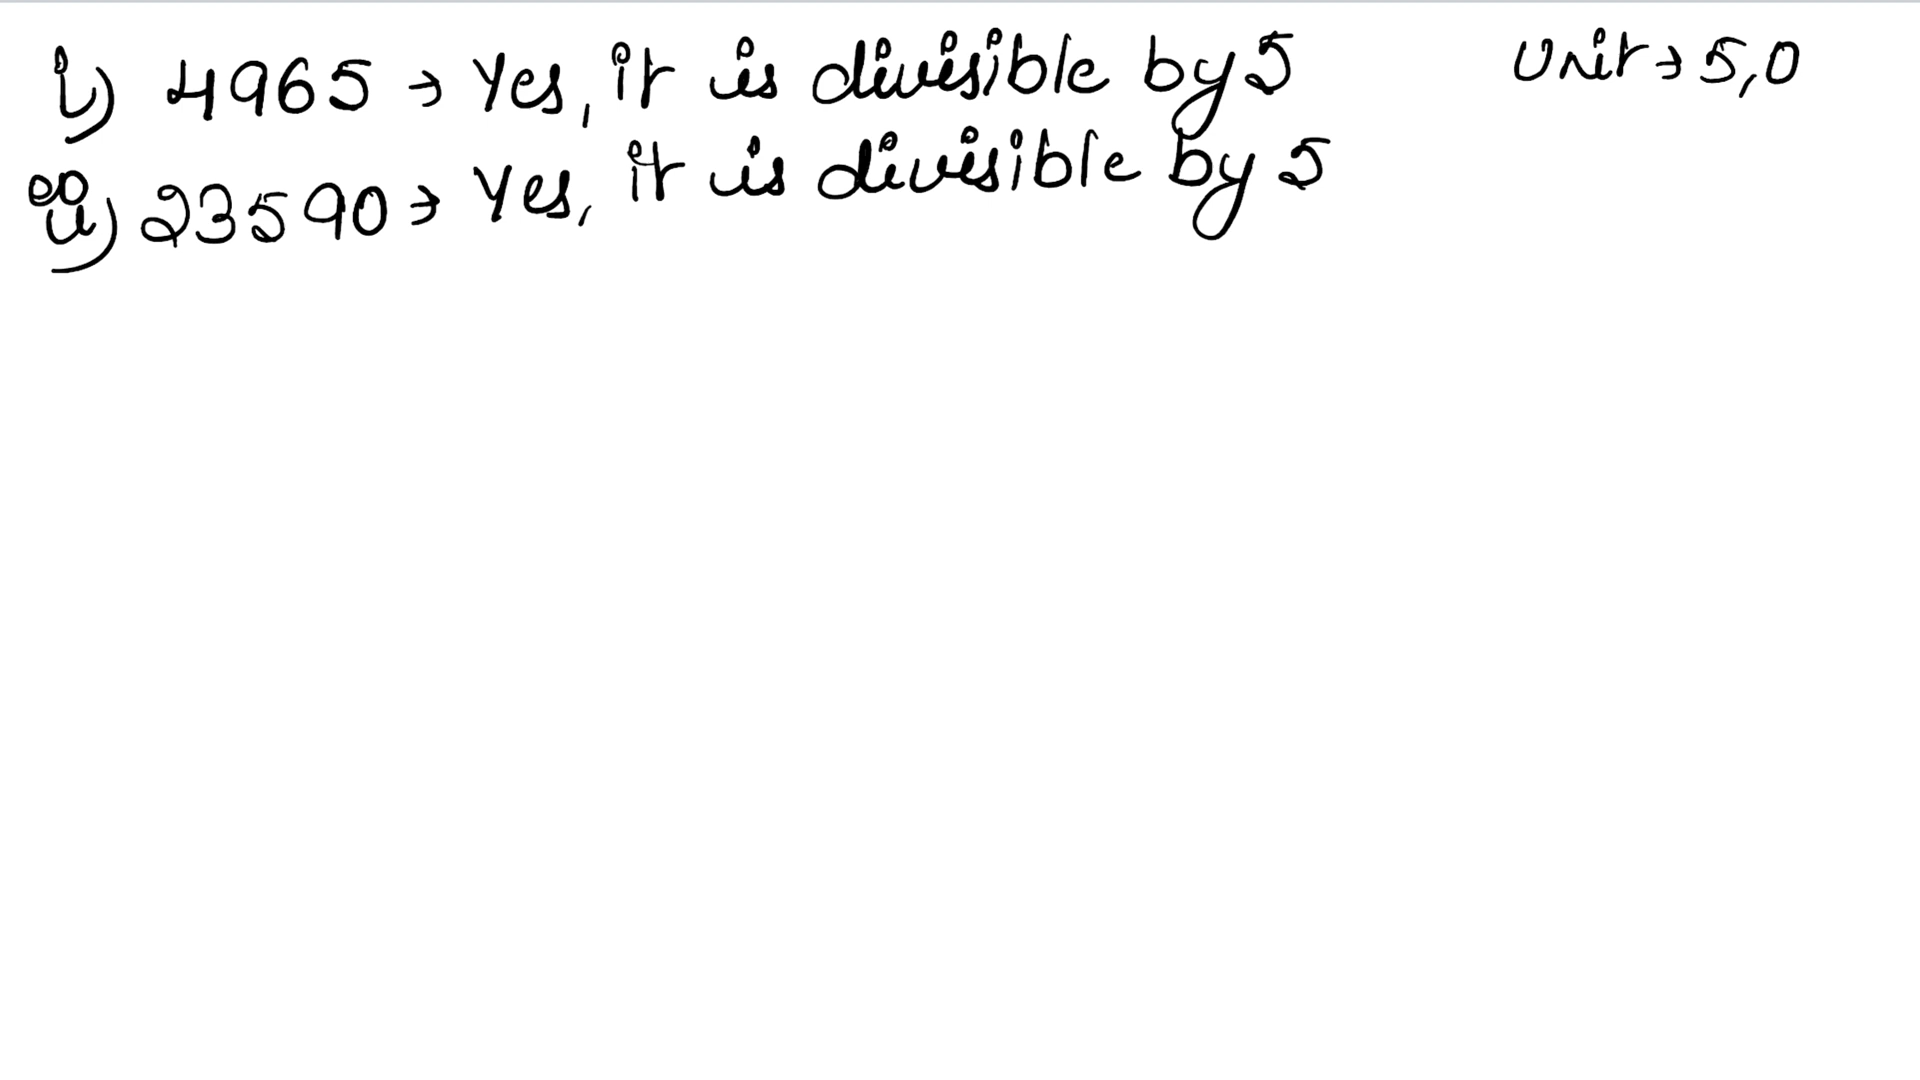 i) 4965 → Yes, it is divisible by 5
Unit → 5,0
ii) 23590 → Yes, it is divisible by 5